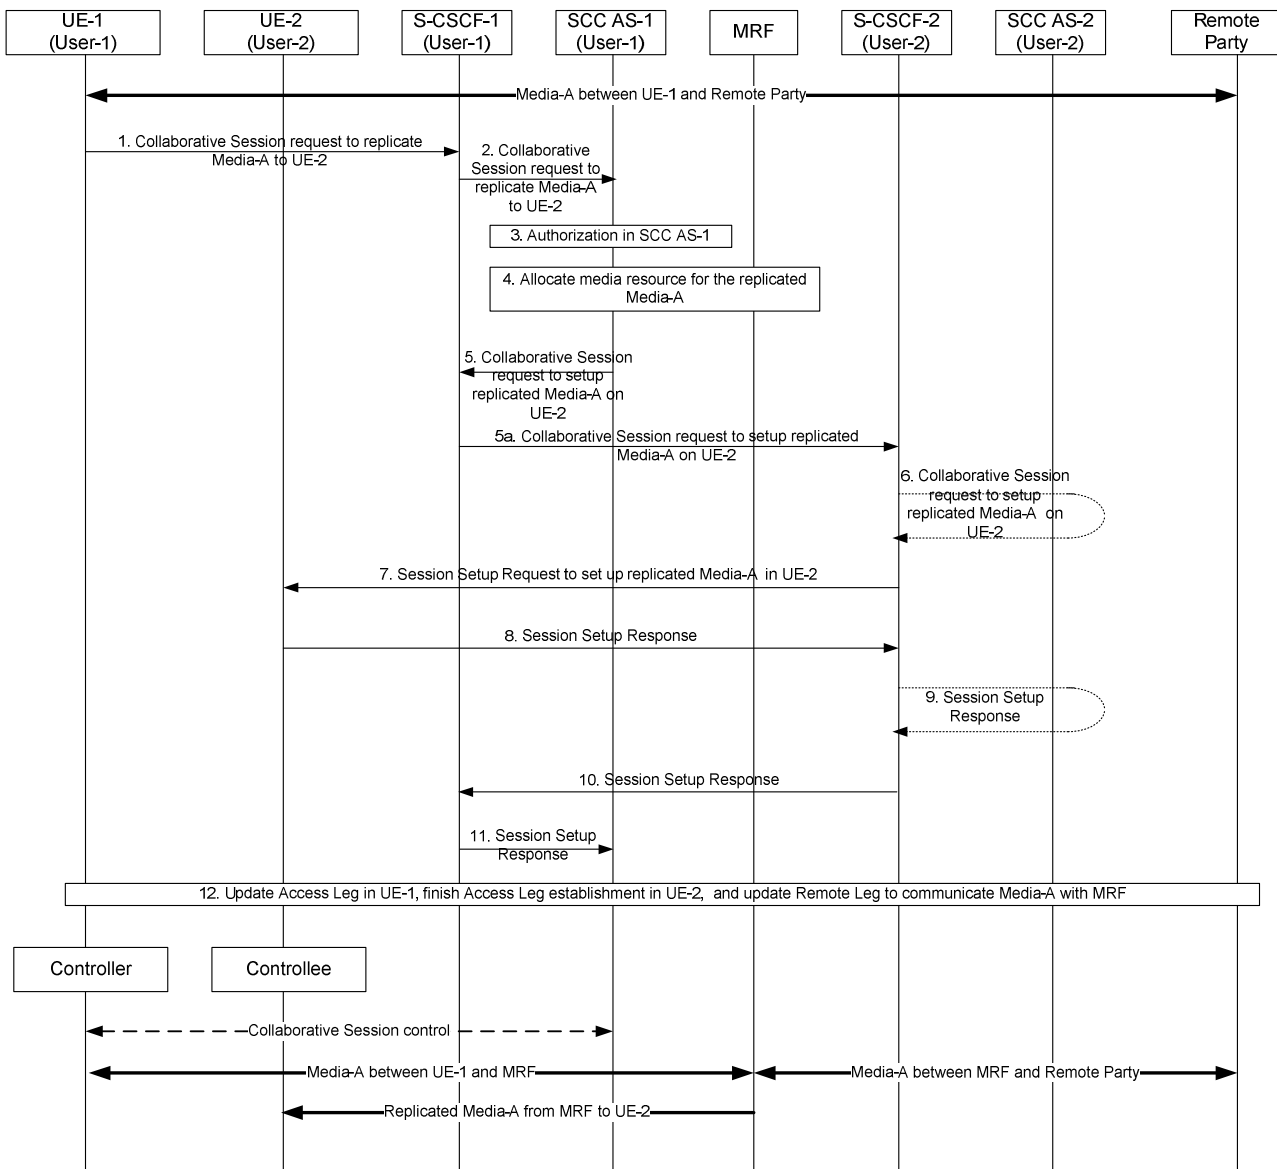 UE-1
(User-1)
UE-2
(User-2)
S-CSCF-1
(User-1)
SCC AS-1
(User-1)
MRF
S-CSCF-2
(User-2)
SCC AS-2
(User-2)
Remote
Party
Media-A between UE-1 and Remote Party
1. Collaborative Session request to replicate
Media-A to UE-2
2. Collaborative
Session request to
replicate Media-A
to UE-2
3. Authorization in SCC AS-1
4. Allocate media resource for the replicated
Media-A
5. Collaborative Session
request to setup
replicated Media-A on
UE-2
5a. Collaborative Session request to setup replicated
Media-A on UE-2
6. Collaborative Session
request to setup
replicated Media-A on
UE-2
7. Session Setup Request to set up replicated Media-A in UE-2
8. Session Setup Response
9. Session Setup
Response
10. Session Setup Response
11. Session Setup
Response
12. Update Access Leg in UE-1, finish Access Leg establishment in UE-2, and update Remote Leg to communicate Media-A with MRF
Controller
Controllee
Collaborative Session control
Media-A between UE-1 and MRF
Media-A between MRF and Remote Party
Replicated Media-A from MRF to UE-2